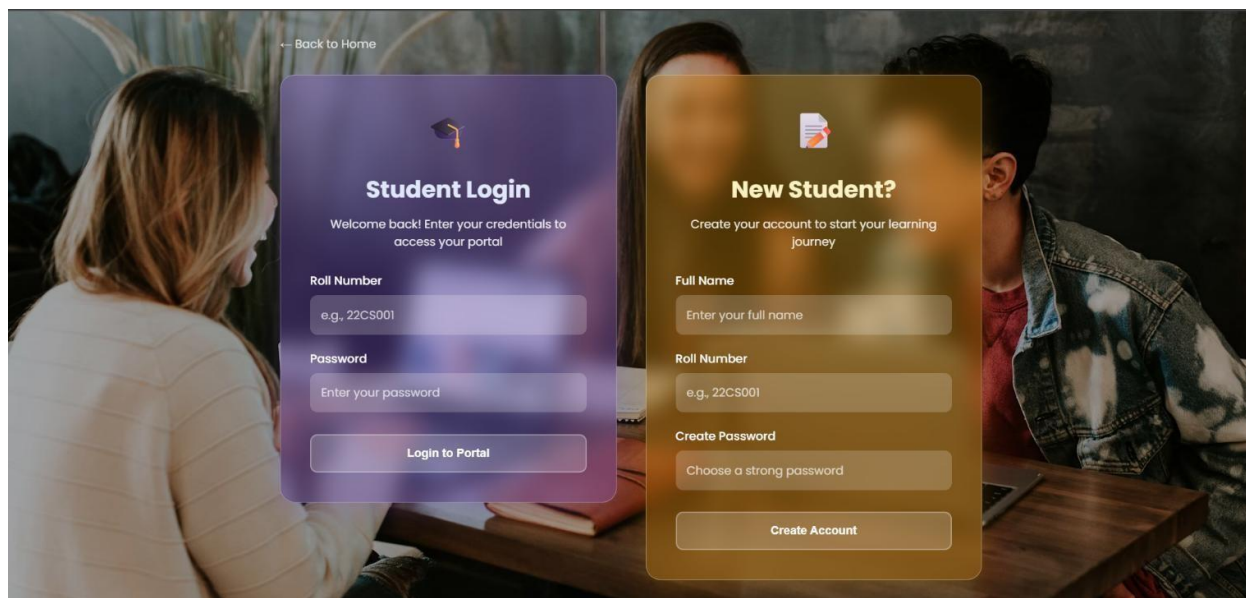 ← Back to Home
Student Login
Welcome back! Enter your credentials to
access your portal
Roll Number
e.g., 22CS001
Password
Enter your password
Login to Portal
New Student?
Create your account to start your learning
journey
Full Name
Enter your full name
Roll Number
e.g., 22CS001
Create Password
Choose a strong password
Create Account